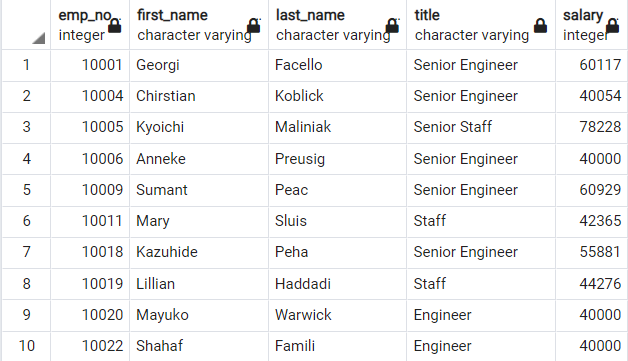 emp_no first_name last_name title salary
integer character varying character varying character varying integer
1 10001 Georgi Facello Senior Engineer 60117
2 10004 Chirstian Koblick Senior Engineer 40054
3 10005 Kyoichi Maliniak Senior Staff 78228
4 10006 Anneke Preusig Senior Engineer 40000
5 10009 Sumant Peac Senior Engineer 60929
6 10011 Mary Sluis Staff 42365
7 10018 Kazuhide Peha Senior Engineer 55881
8 10019 Lillian Haddadi Staff 44276
9 10020 Mayuko Warwick Engineer 40000
10 10022 Shahaf Famili Engineer 40000